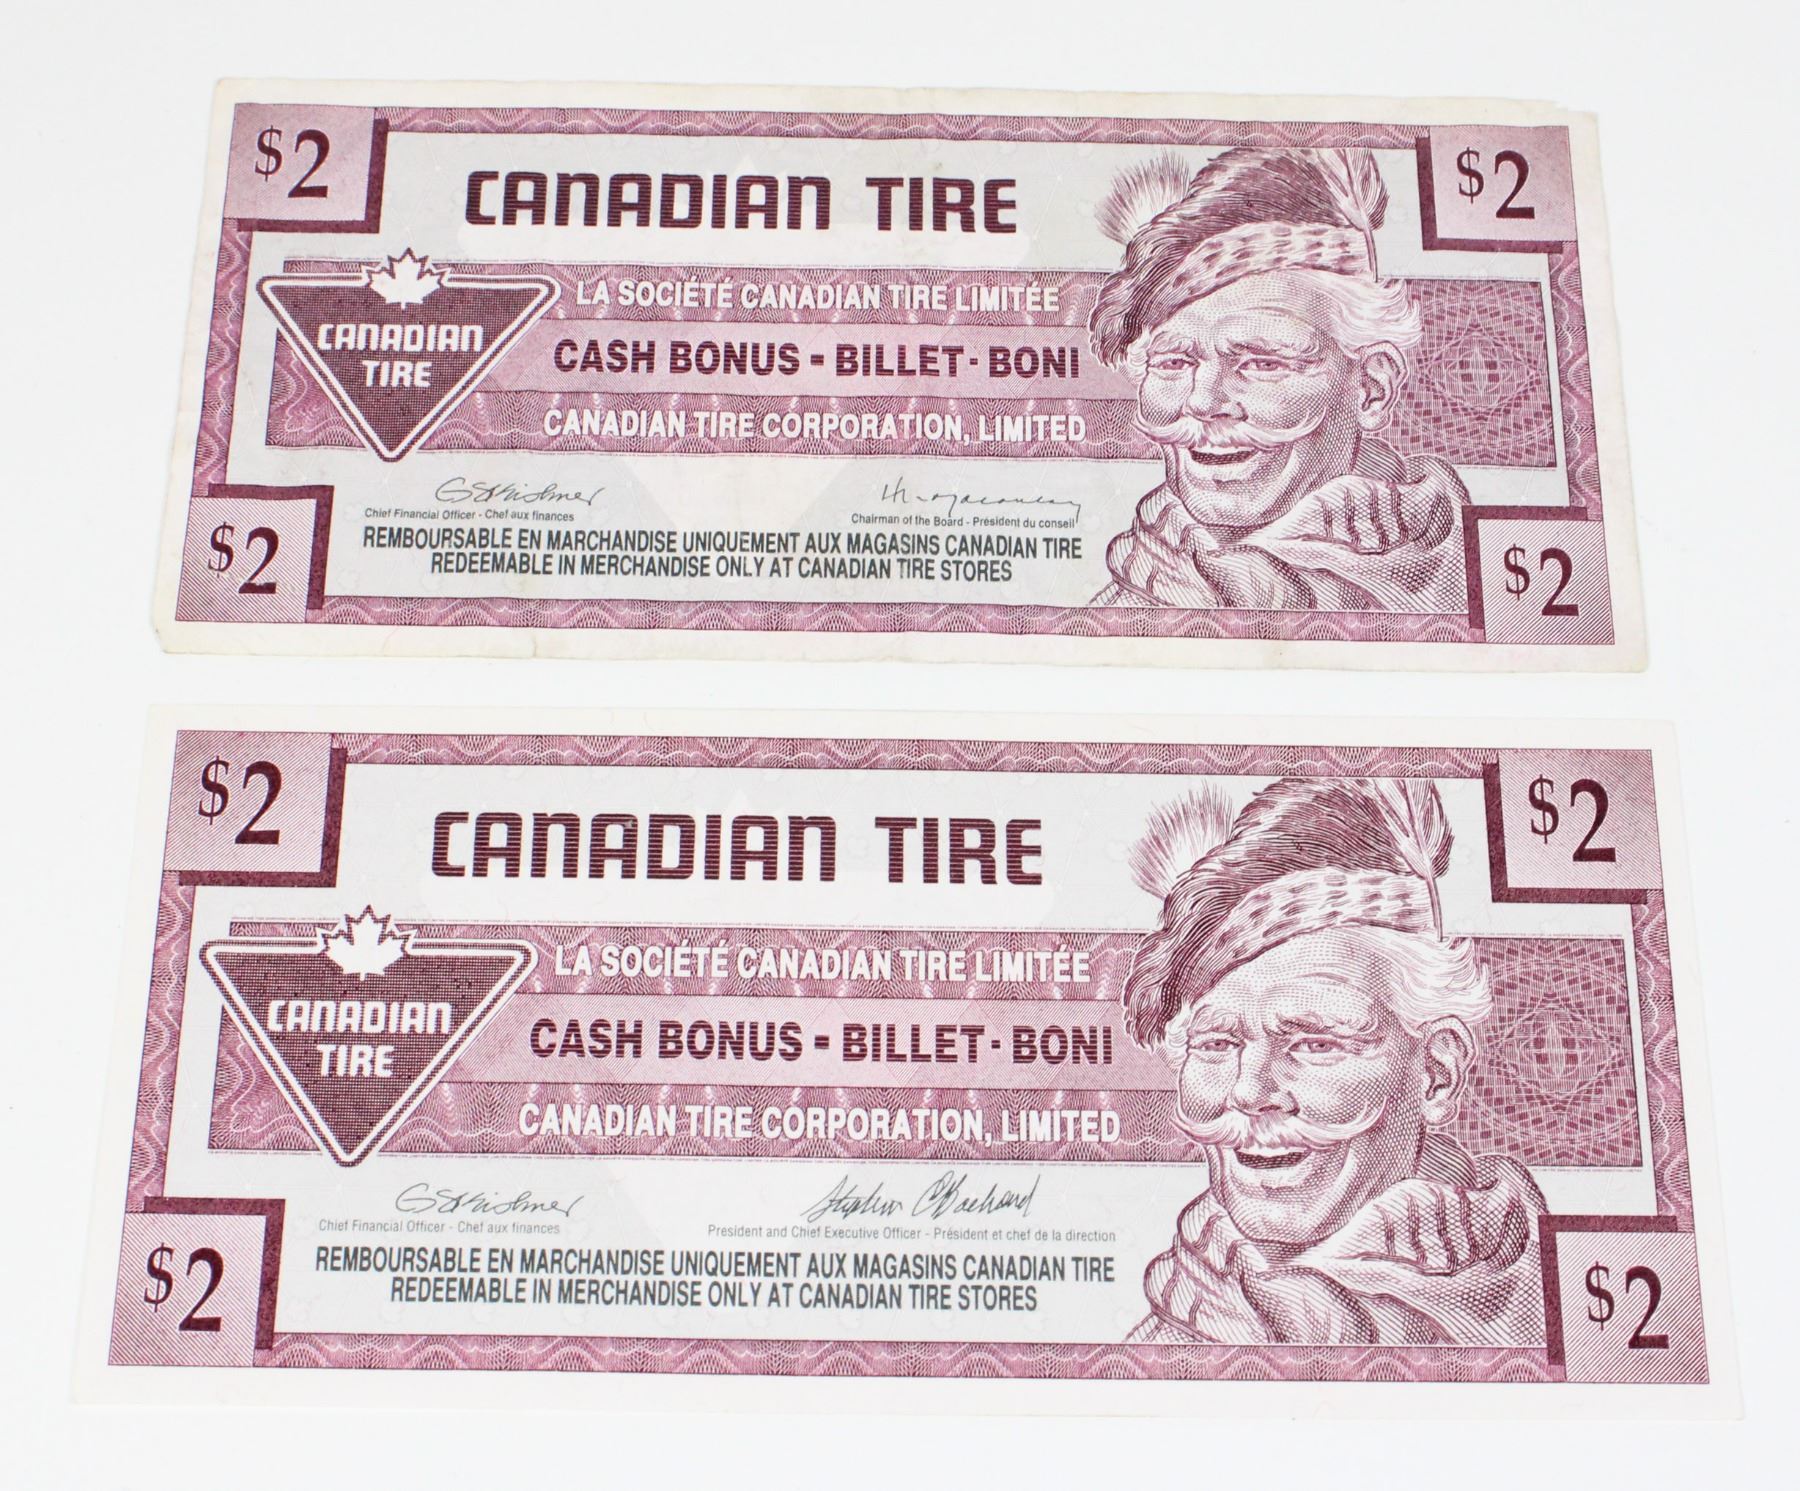 $2
$2
CANADIAN TIRE
LA SOCIÉTÉ CANADIAN TIRE LIMITÉE
CANADIAN
TIRE
CASH BONUS - BILLET - BONI
CANADIAN TIRE CORPORATION, LIMITED
Chief Financial Officer - Chef aux finances
Chairman of the Board - Président du conseil
REMBOURSABLE EN MARCHANDISE UNIQUEMENT AUX MAGASINS CANADIAN TIRE
REDEEMABLE IN MERCHANDISE ONLY AT CANADIAN TIRE STORES
$2
$2
$2
$2
CANADIAN TIRE
LA SOCIÉTÉ CANADIAN TIRE LIMITÉE
CANADIAN
TIRE
CASH BONUS - BILLET - BONI
CANADIAN TIRE CORPORATION, LIMITED
Stephen Bachand
Chief Financial Officer - Chef aux finances
President and Chief Executive Officer - Président et chef de la direction
REMBOURSABLE EN MARCHANDISE UNIQUEMENT AUX MAGASINS CANADIAN TIRE
REDEEMABLE IN MERCHANDISE ONLY AT CANADIAN TIRE STORES
$2
$2